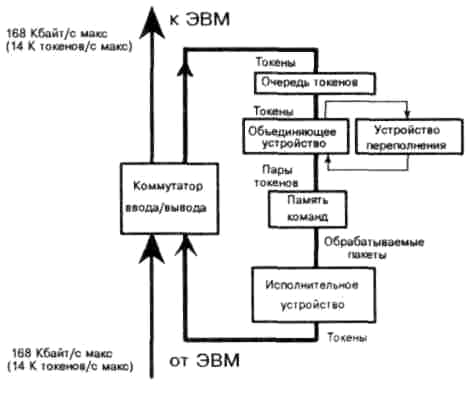 к ЭВМ
168 Кбайт/с макс
(14 К токенов/с макс)
Токены
Очередь токенов
Токены
Объединяющее
устройство
Устройство
переполнения
Пары
токенов
Коммутатор
ввода/вывода
Память
команд
Обрабатываемые
пакеты
Исполнительное
устройство
Токены
168 Кбайт/с макс
(14 К токенов/с макс)
от ЭВМ